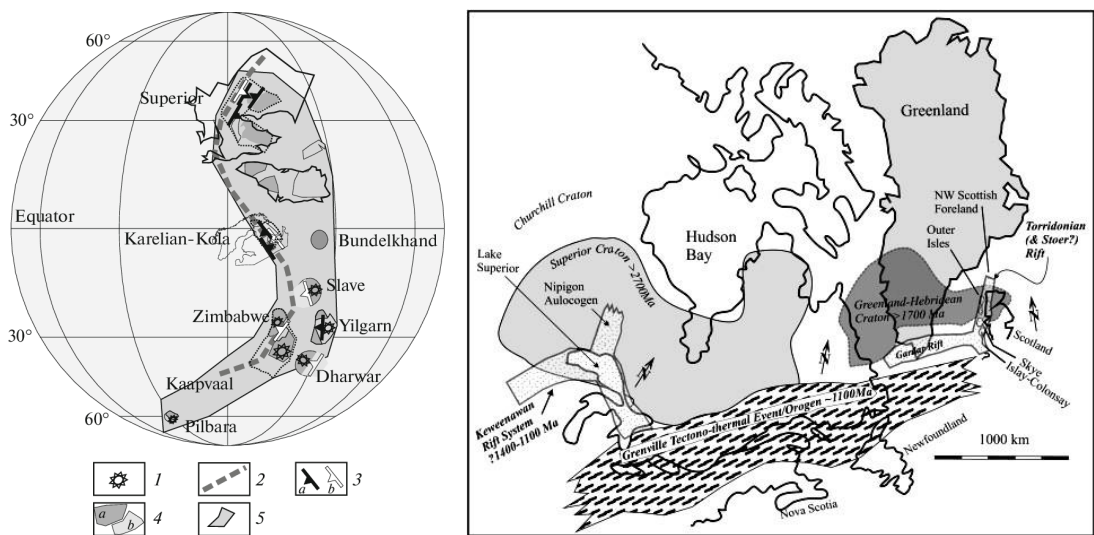 60°
Superior
30°
Equator
Karelian-Kola
Bundelkhand
Slave
Zimbabwe
Yilgarn
30°
Dharwar
Kaapvaal
60°
Pilbara
1
2
a
b
3
a
b
4
5
Greenland
NW Scottish
Foreland
Torridonian
(& Stoer?)
Rift
Outer
Isles
Churchill Craton
Hudson
Bay
Lake
Superior
Superior Craton >2700Ma
Nipigon
Aulocogen
Greenland-Hebridean
Craton >1700 Ma
Scotland
Gardar Rift
Skye
Islay-Colonsay
Keweenawan
Rift System
?1400-1100 Ma
Grenville Tectono-thermal Event/Orogen ~1100Ma
Newfoundland
1000 km
Nova Scotia